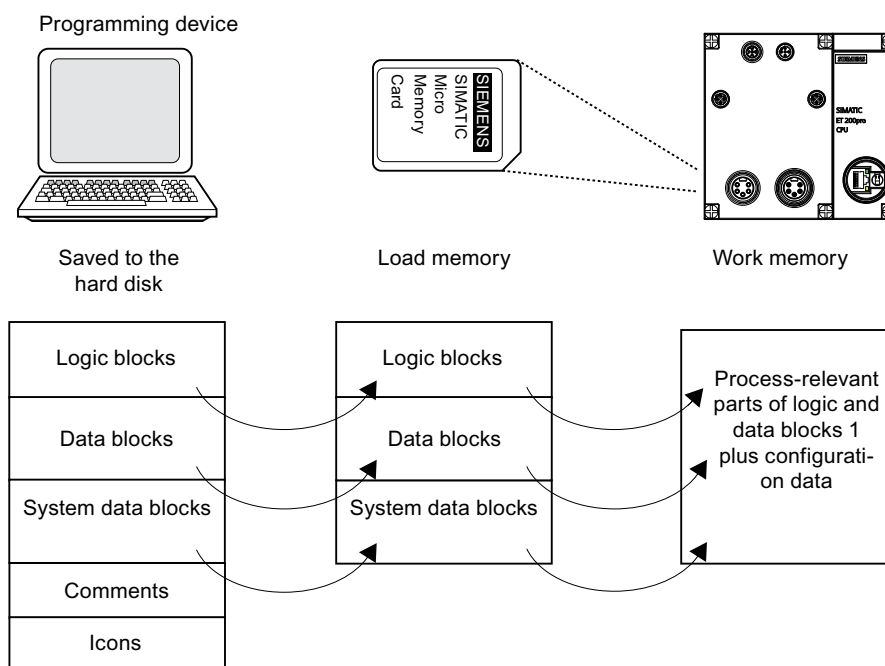 Programming device
SIEMENS
SIMATIC
Micro
Memory
Card
SIEMENS
SIMATIC
ET 200pro
CPU
Saved to the
hard disk
Load memory
Work memory
Logic blocks
Data blocks
System data blocks
Comments
Icons
Logic blocks
Data blocks
System data blocks
Process-relevant
parts of logic and
data blocks 1
plus configurati-
on data